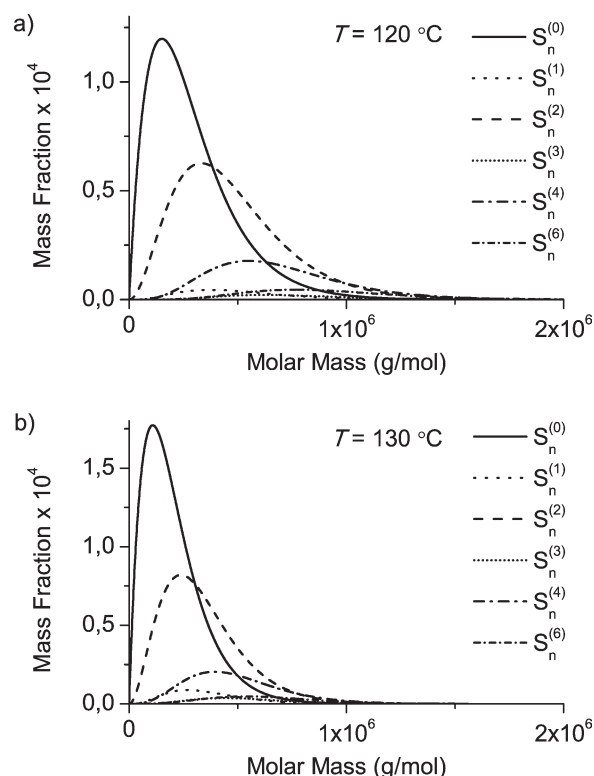 a)
T = 120 °C
S_n^(0)
S_n^(1)
S_n^(2)
S_n^(3)
S_n^(4)
S_n^(6)
Mass Fraction x 10^4
1,0
0,5
0,0
0 1x10^6 2x10^6
Molar Mass (g/mol)
b)
T = 130 °C
S_n^(0)
S_n^(1)
S_n^(2)
S_n^(3)
S_n^(4)
S_n^(6)
Mass Fraction x 10^4
1,5
1,0
0,5
0,0
0 1x10^6 2x10^6
Molar Mass (g/mol)